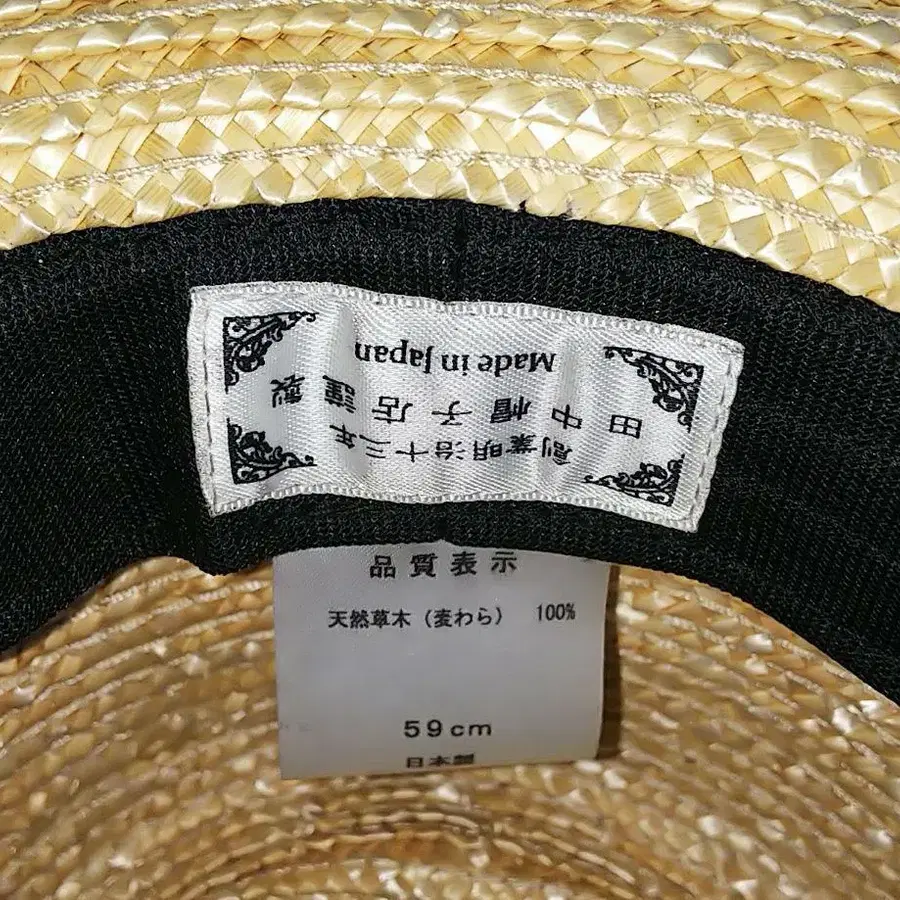 創業明治十三年
田中帽子店謹製
Made in Japan
品質表示
天然草木（麦わら） 100%
59cm
日本製